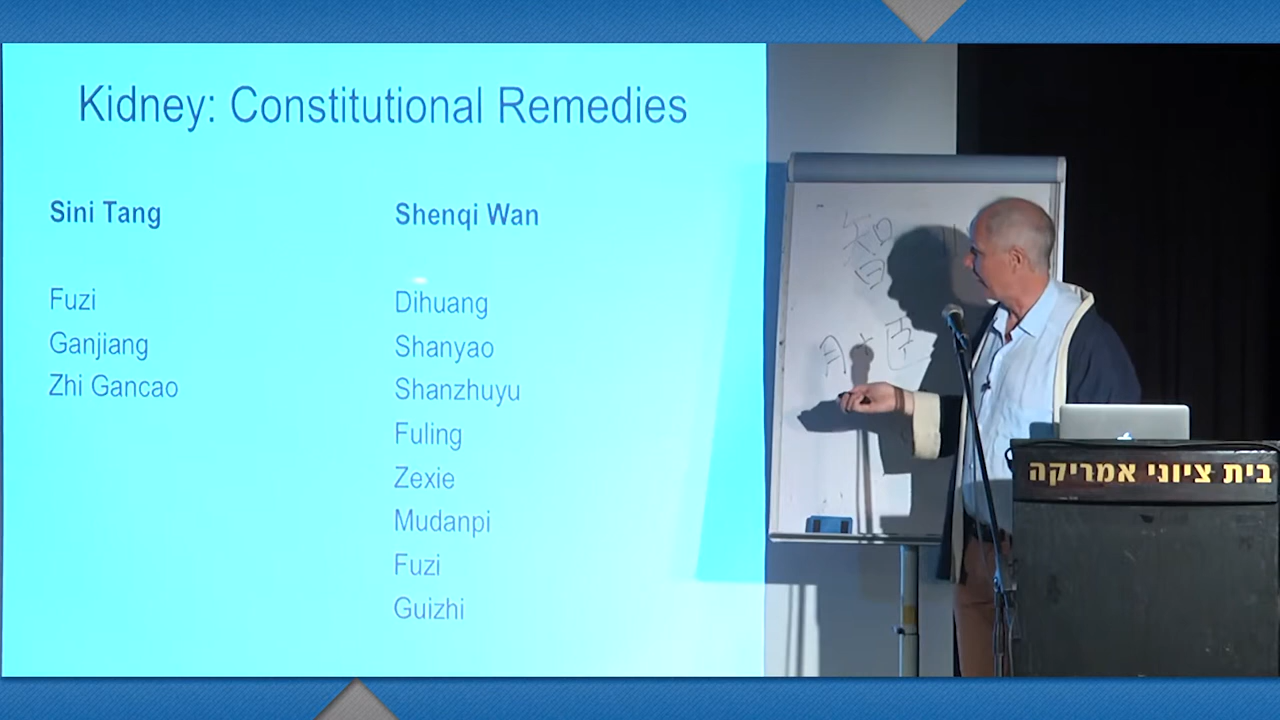 Kidney: Constitutional Remedies
Sini Tang
Fuzi
Ganjiang
Zhi Gancao
Shenqi Wan
Dihuang
Shanyao
Shanzhuyu
Fuling
Zexie
Mudanpi
Fuzi
Guizhi
智
בית ציוני אמריקה